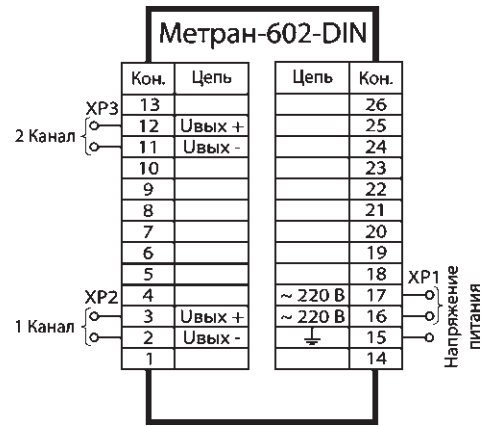 Метран-602-DIN
Кон. Цепь Цепь Кон.
XP3 13 26
12 Uвых + 25
2 Канал 11 Uвых - 24
10 23
9 22
8 21
7 20
6 19
5 18 XP1
XP2 4 ~ 220 В 17
3 Uвых + ~ 220 В 16
1 Канал 2 Uвых - 15
1 14
Напряжение
питания